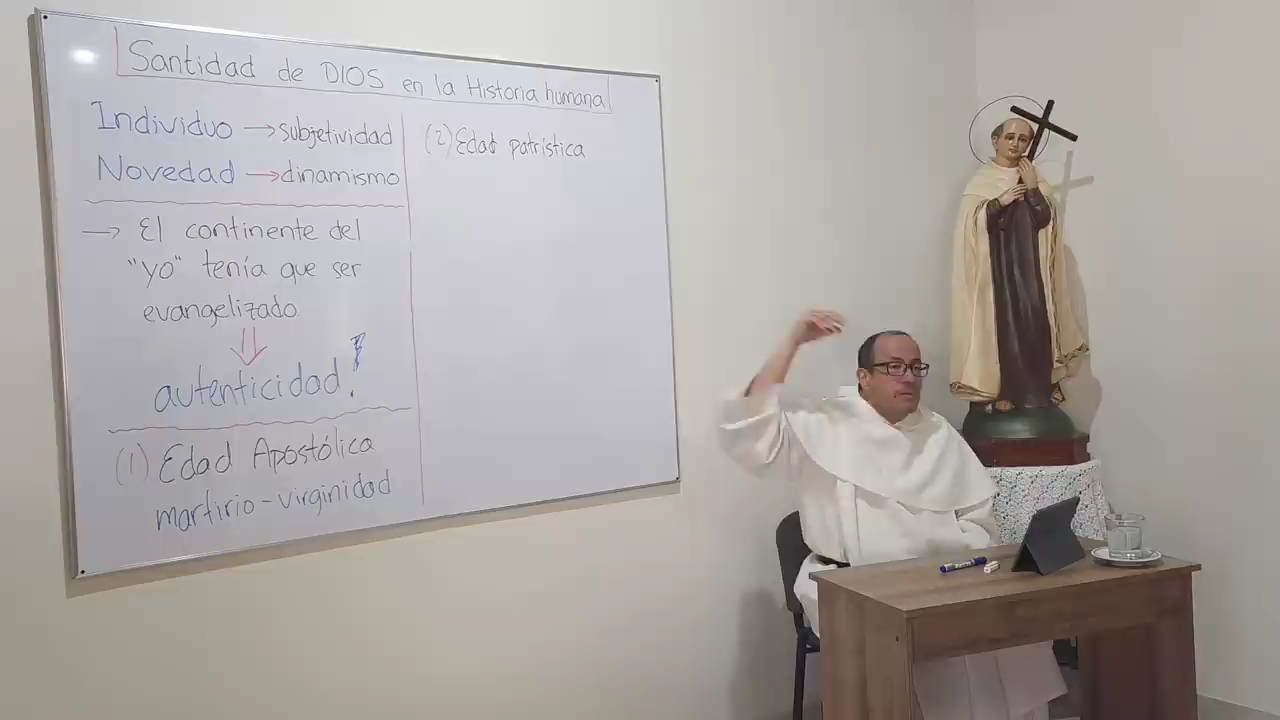 Santidad de DIOS en la Historia humana
Individuo → subjetividad
Novedad → dinamismo
→ El continente del
"yo" tenía que ser
evangelizado
⇓
autenticidad!
(1) Edad Apostólica
martirio - virginidad
(2) Edad patrística